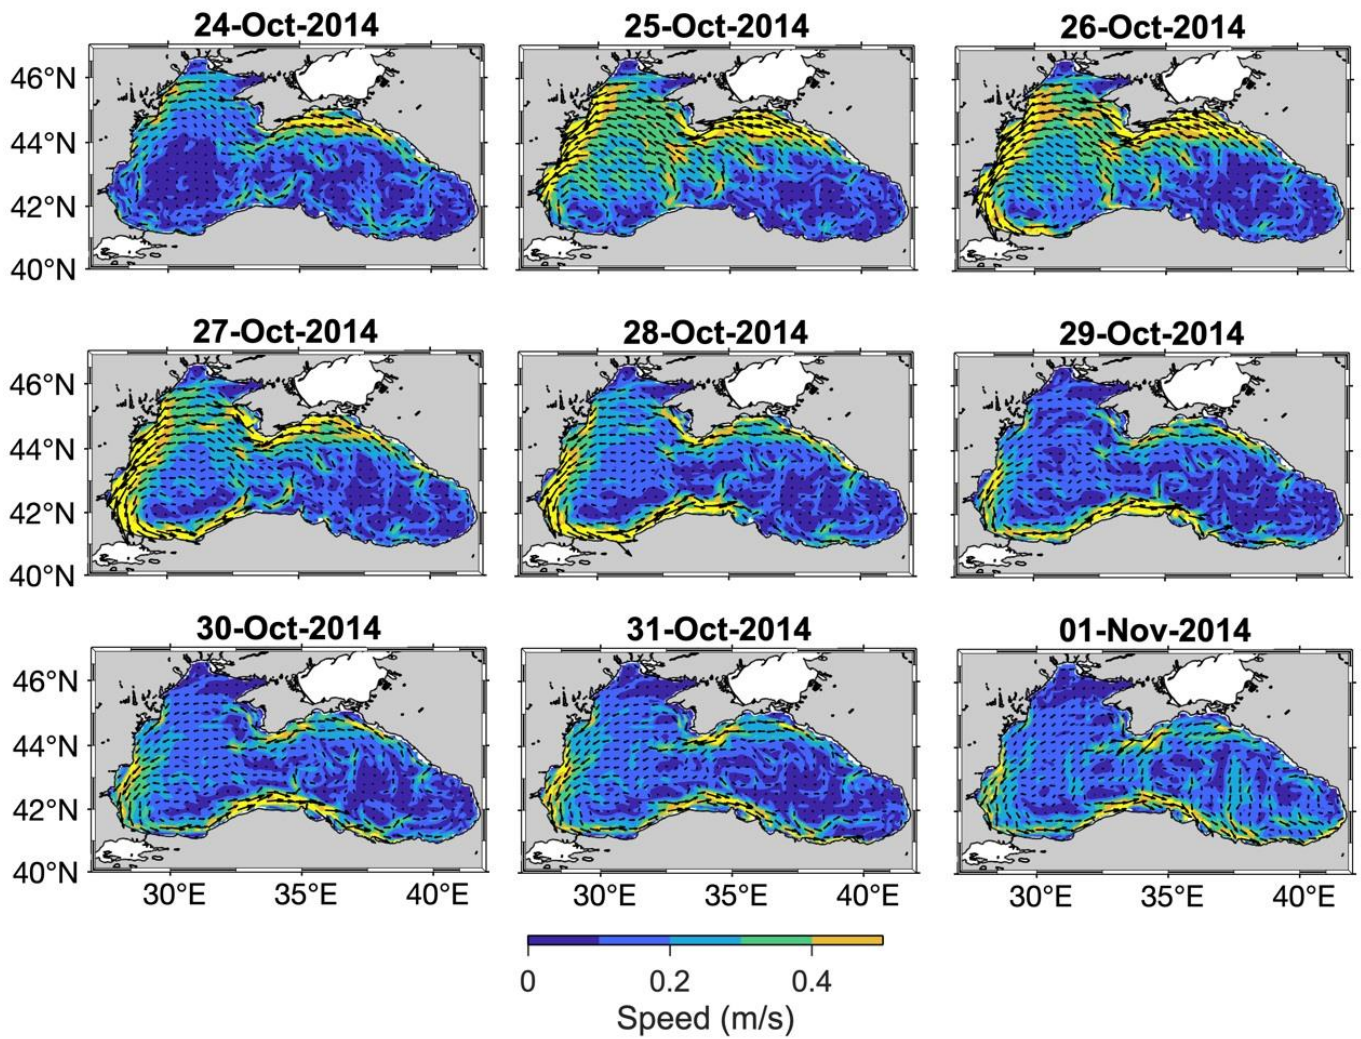 24-Oct-2014 25-Oct-2014 26-Oct-2014
46°N
44°N
42°N
40°N
27-Oct-2014 28-Oct-2014 29-Oct-2014
46°N
44°N
42°N
40°N
30-Oct-2014 31-Oct-2014 01-Nov-2014
46°N
44°N
42°N
40°N
30°E 35°E 40°E 30°E 35°E 40°E 30°E 35°E 40°E
0 0.2 0.4
Speed (m/s)